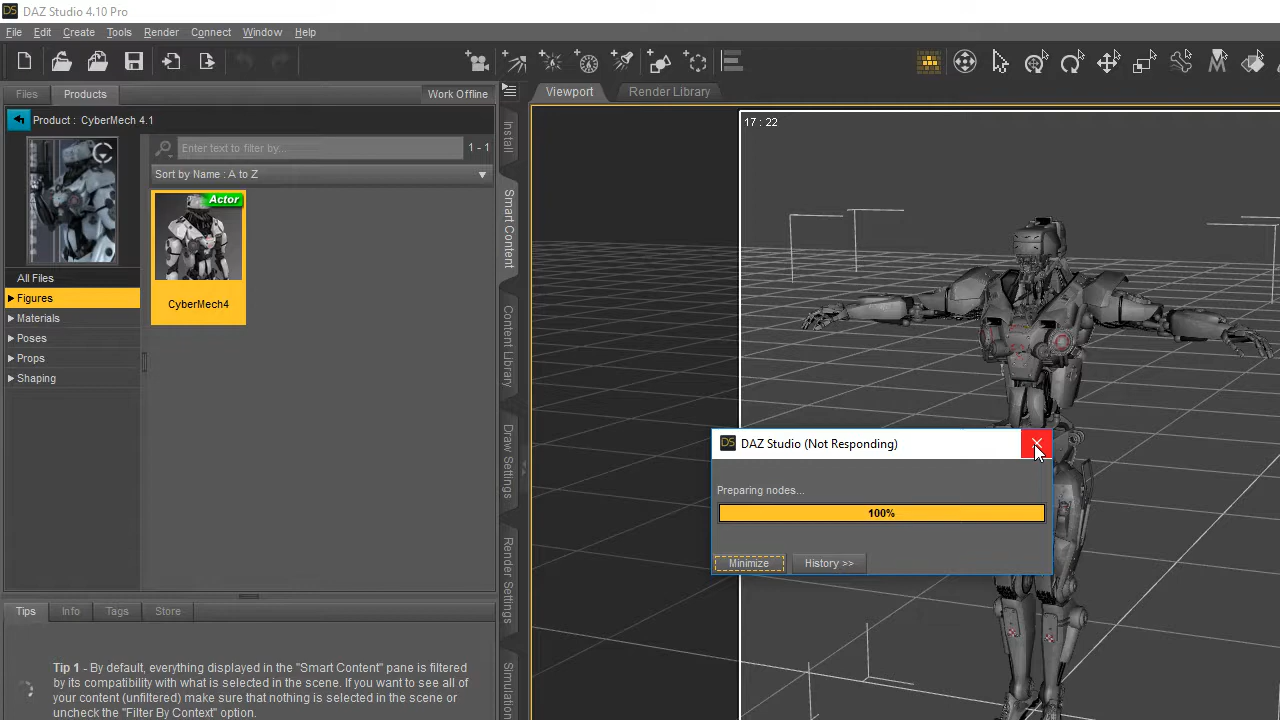 DS DAZ Studio 4.10 Pro
File Edit Create Tools Render Connect Window Help
Files Products Work Offline
Product : CyberMech 4.1
Enter text to filter by... 1 - 1
Sort by Name : A to Z
Actor
CyberMech4
All Files
Figures
Materials
Poses
Props
Shaping
Tips Info Tags Store
Tip 1 - By default, everything displayed in the "Smart Content" pane is filtered
by its compatibility with what is selected in the scene. If you want to see all of
your content (unfiltered) make sure that nothing is selected in the scene or
uncheck the "Filter By Context" option.
Install
Smart Content
Content Library
Draw Settings
Render Settings
Simulation
Viewport Render Library
17 : 22
DS DAZ Studio (Not Responding)
Preparing nodes...
100%
Minimize History >>